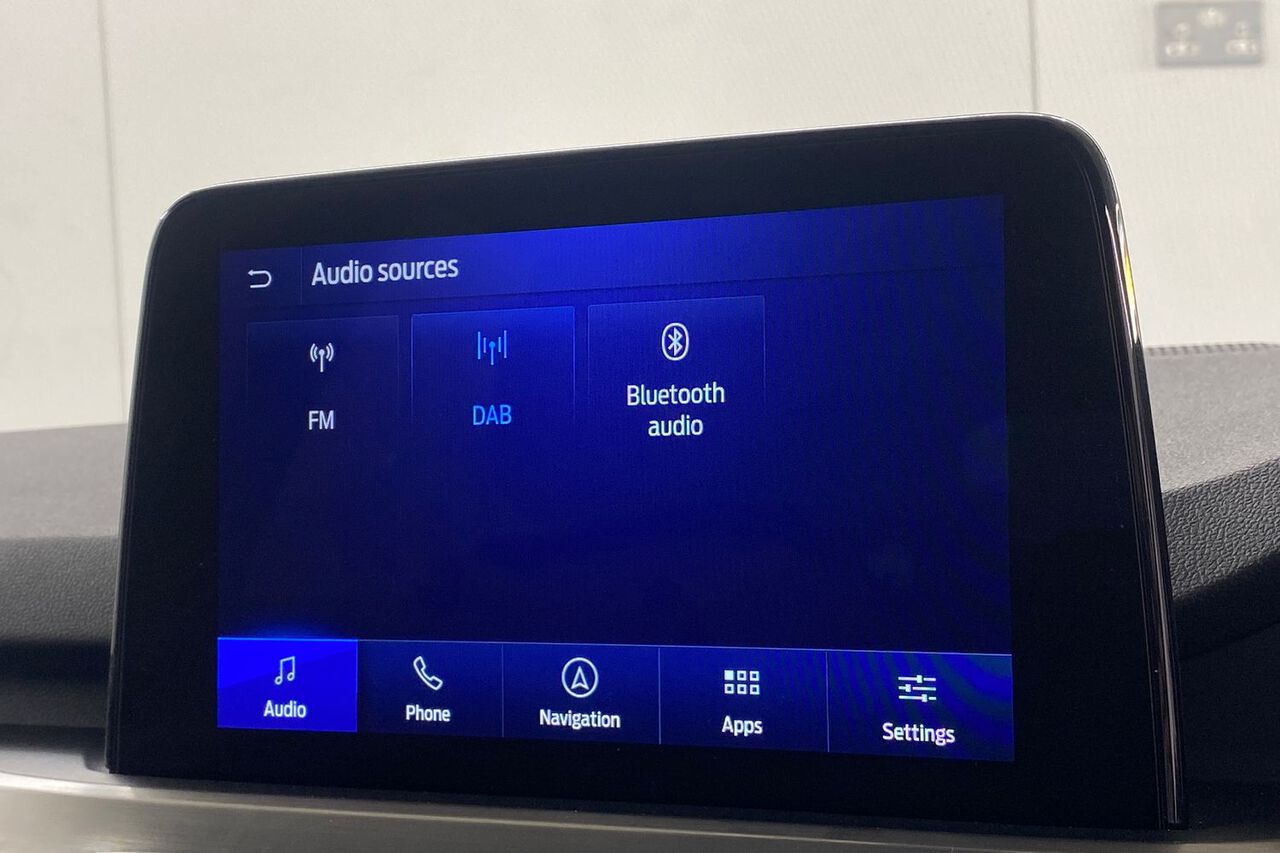 Audio sources
FM
DAB
Bluetooth
audio
Audio
Phone
Navigation
Apps
Settings